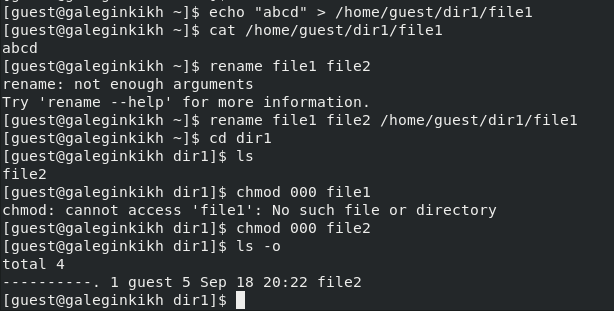 [guest@galeginkikh ~]$ echo "abcd" > /home/guest/dir1/file1
[guest@galeginkikh ~]$ cat /home/guest/dir1/file1
abcd
[guest@galeginkikh ~]$ rename file1 file2
rename: not enough arguments
Try 'rename --help' for more information.
[guest@galeginkikh ~]$ rename file1 file2 /home/guest/dir1/file1
[guest@galeginkikh ~]$ cd dir1
[guest@galeginkikh dir1]$ ls
file2
[guest@galeginkikh dir1]$ chmod 000 file1
chmod: cannot access 'file1': No such file or directory
[guest@galeginkikh dir1]$ chmod 000 file2
[guest@galeginkikh dir1]$ ls -o
total 4
----------. 1 guest 5 Sep 18 20:22 file2
[guest@galeginkikh dir1]$